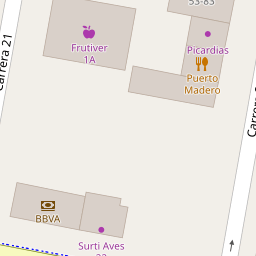 53-83
Picardias
Frutiver
1A
Puerto
Madero
Carrera 21
BBVA
Surti Aves